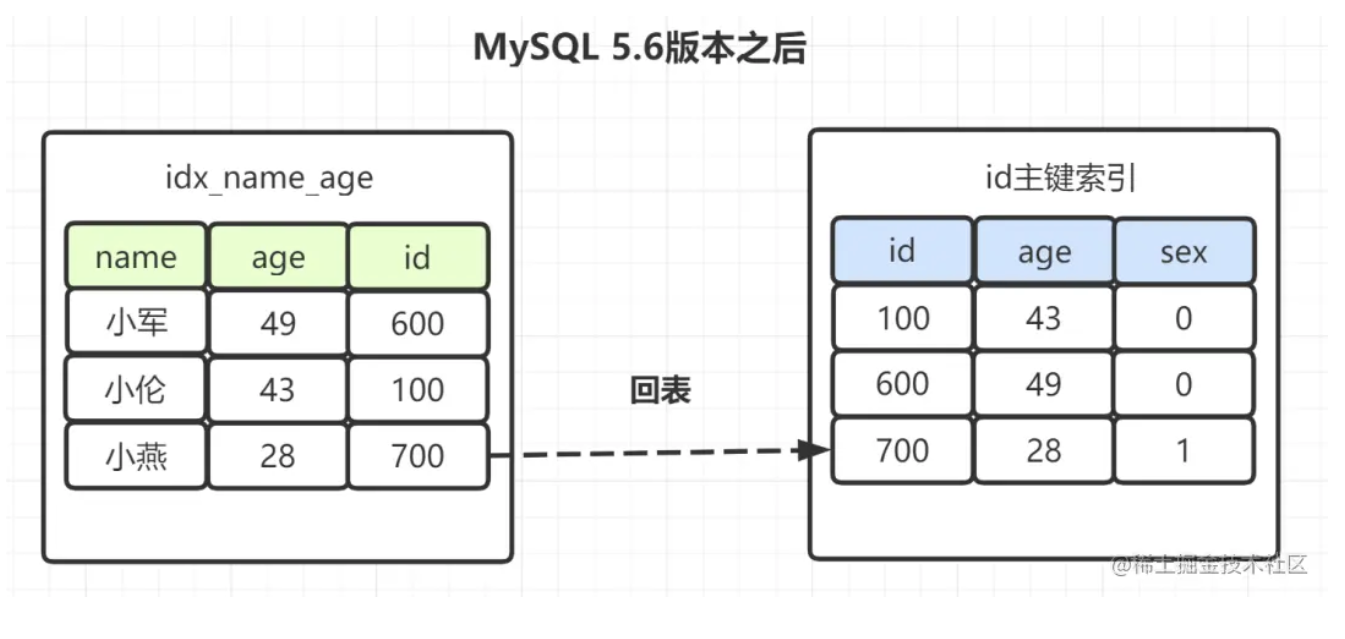 MySQL 5.6版本之后
idx_name_age
name age id
小军 49 600
小伦 43 100
小燕 28 700
回表
id主键索引
id age sex
100 43 0
600 49 0
700 28 1
@稀土掘金技术社区